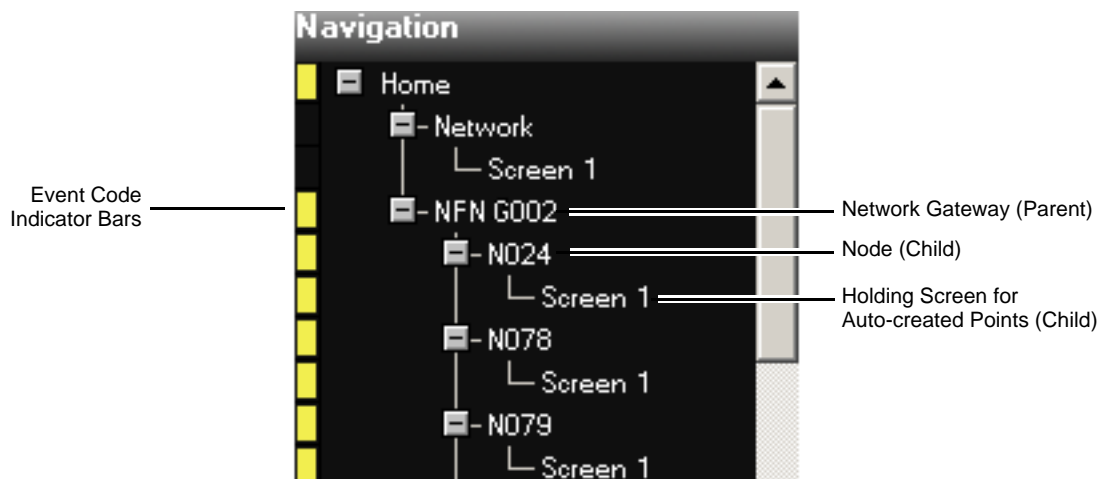 Navigation
Home
Network
Screen 1
Event Code
Indicator Bars
NFN G002
Network Gateway (Parent)
N024
Node (Child)
Screen 1
Holding Screen for
Auto-created Points (Child)
N078
Screen 1
N079
Screen 1